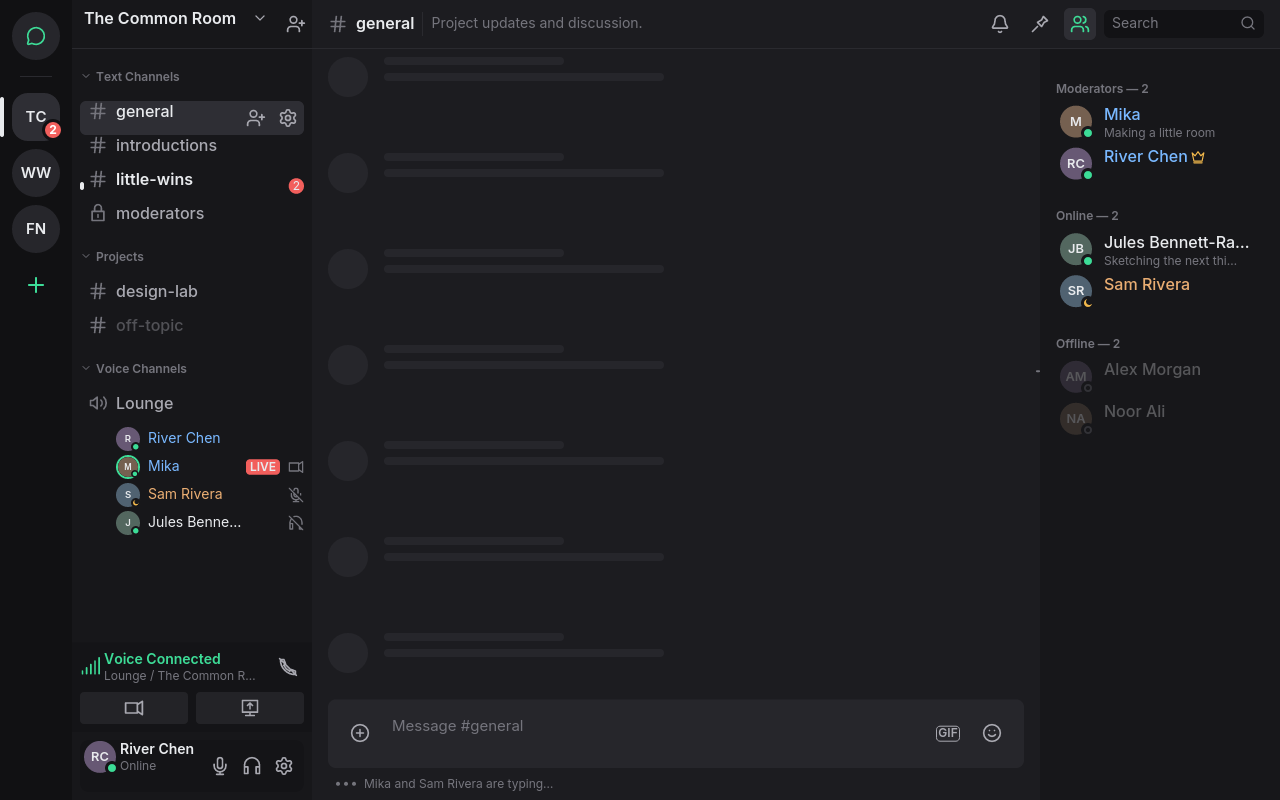 The Common Room
general
Project updates and discussion.
Search
TC
2
WW
FN
Text Channels
general
introductions
little-wins
2
moderators
Projects
design-lab
off-topic
Voice Channels
Lounge
R
River Chen
M
Mika
LIVE
S
Sam Rivera
J
Jules Benne...
Voice Connected
Lounge / The Common R...
RC
River Chen
Online
Message #general
GIF
Mika and Sam Rivera are typing...
Moderators — 2
M
Mika
Making a little room
RC
River Chen
Online — 2
JB
Jules Bennett-Ra...
Sketching the next thi...
SR
Sam Rivera
Offline — 2
AM
Alex Morgan
NA
Noor Ali